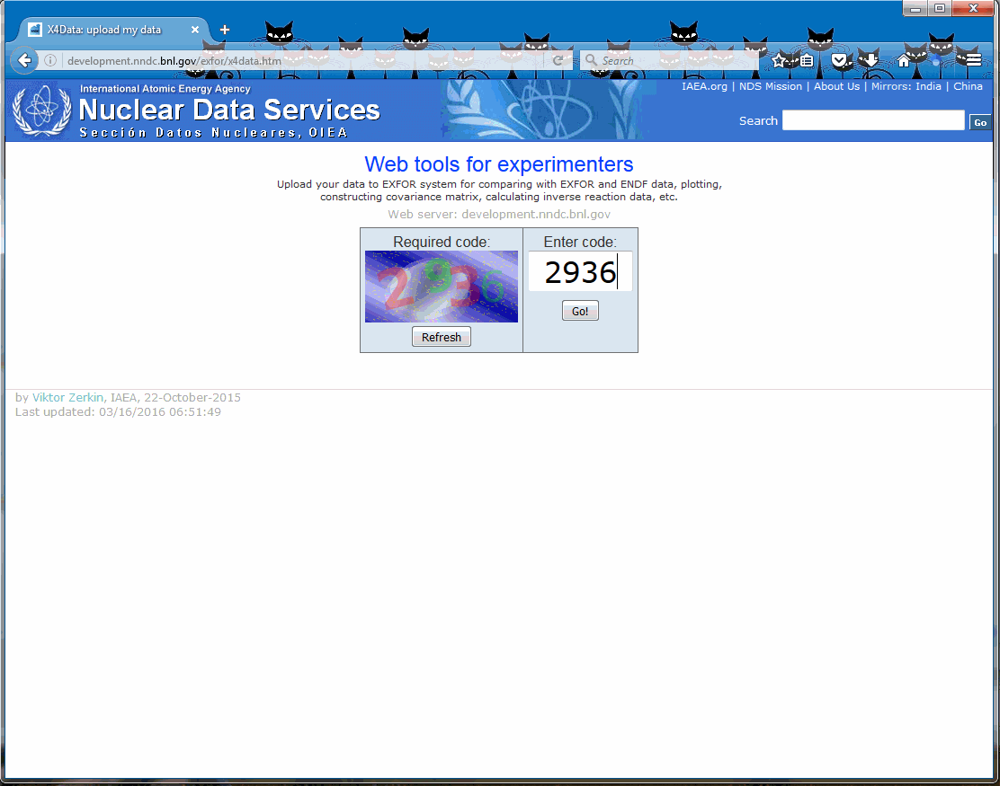 X4Data: upload my data
development.nndc.bnl.gov/exfor/x4data.htm
Search
International Atomic Energy Agency
Nuclear Data Services
Sección Datos Nucleares, OIEA
IAEA.org | NDS Mission | About Us | Mirrors: India | China
Search
Go
Web tools for experimenters
Upload your data to EXFOR system for comparing with EXFOR and ENDF data, plotting,
constructing covariance matrix, calculating inverse reaction data, etc.
Web server: development.nndc.bnl.gov
Required code:
2936
Refresh
Enter code:
2936
Go!
by Viktor Zerkin, IAEA, 22-October-2015
Last updated: 03/16/2016 06:51:49